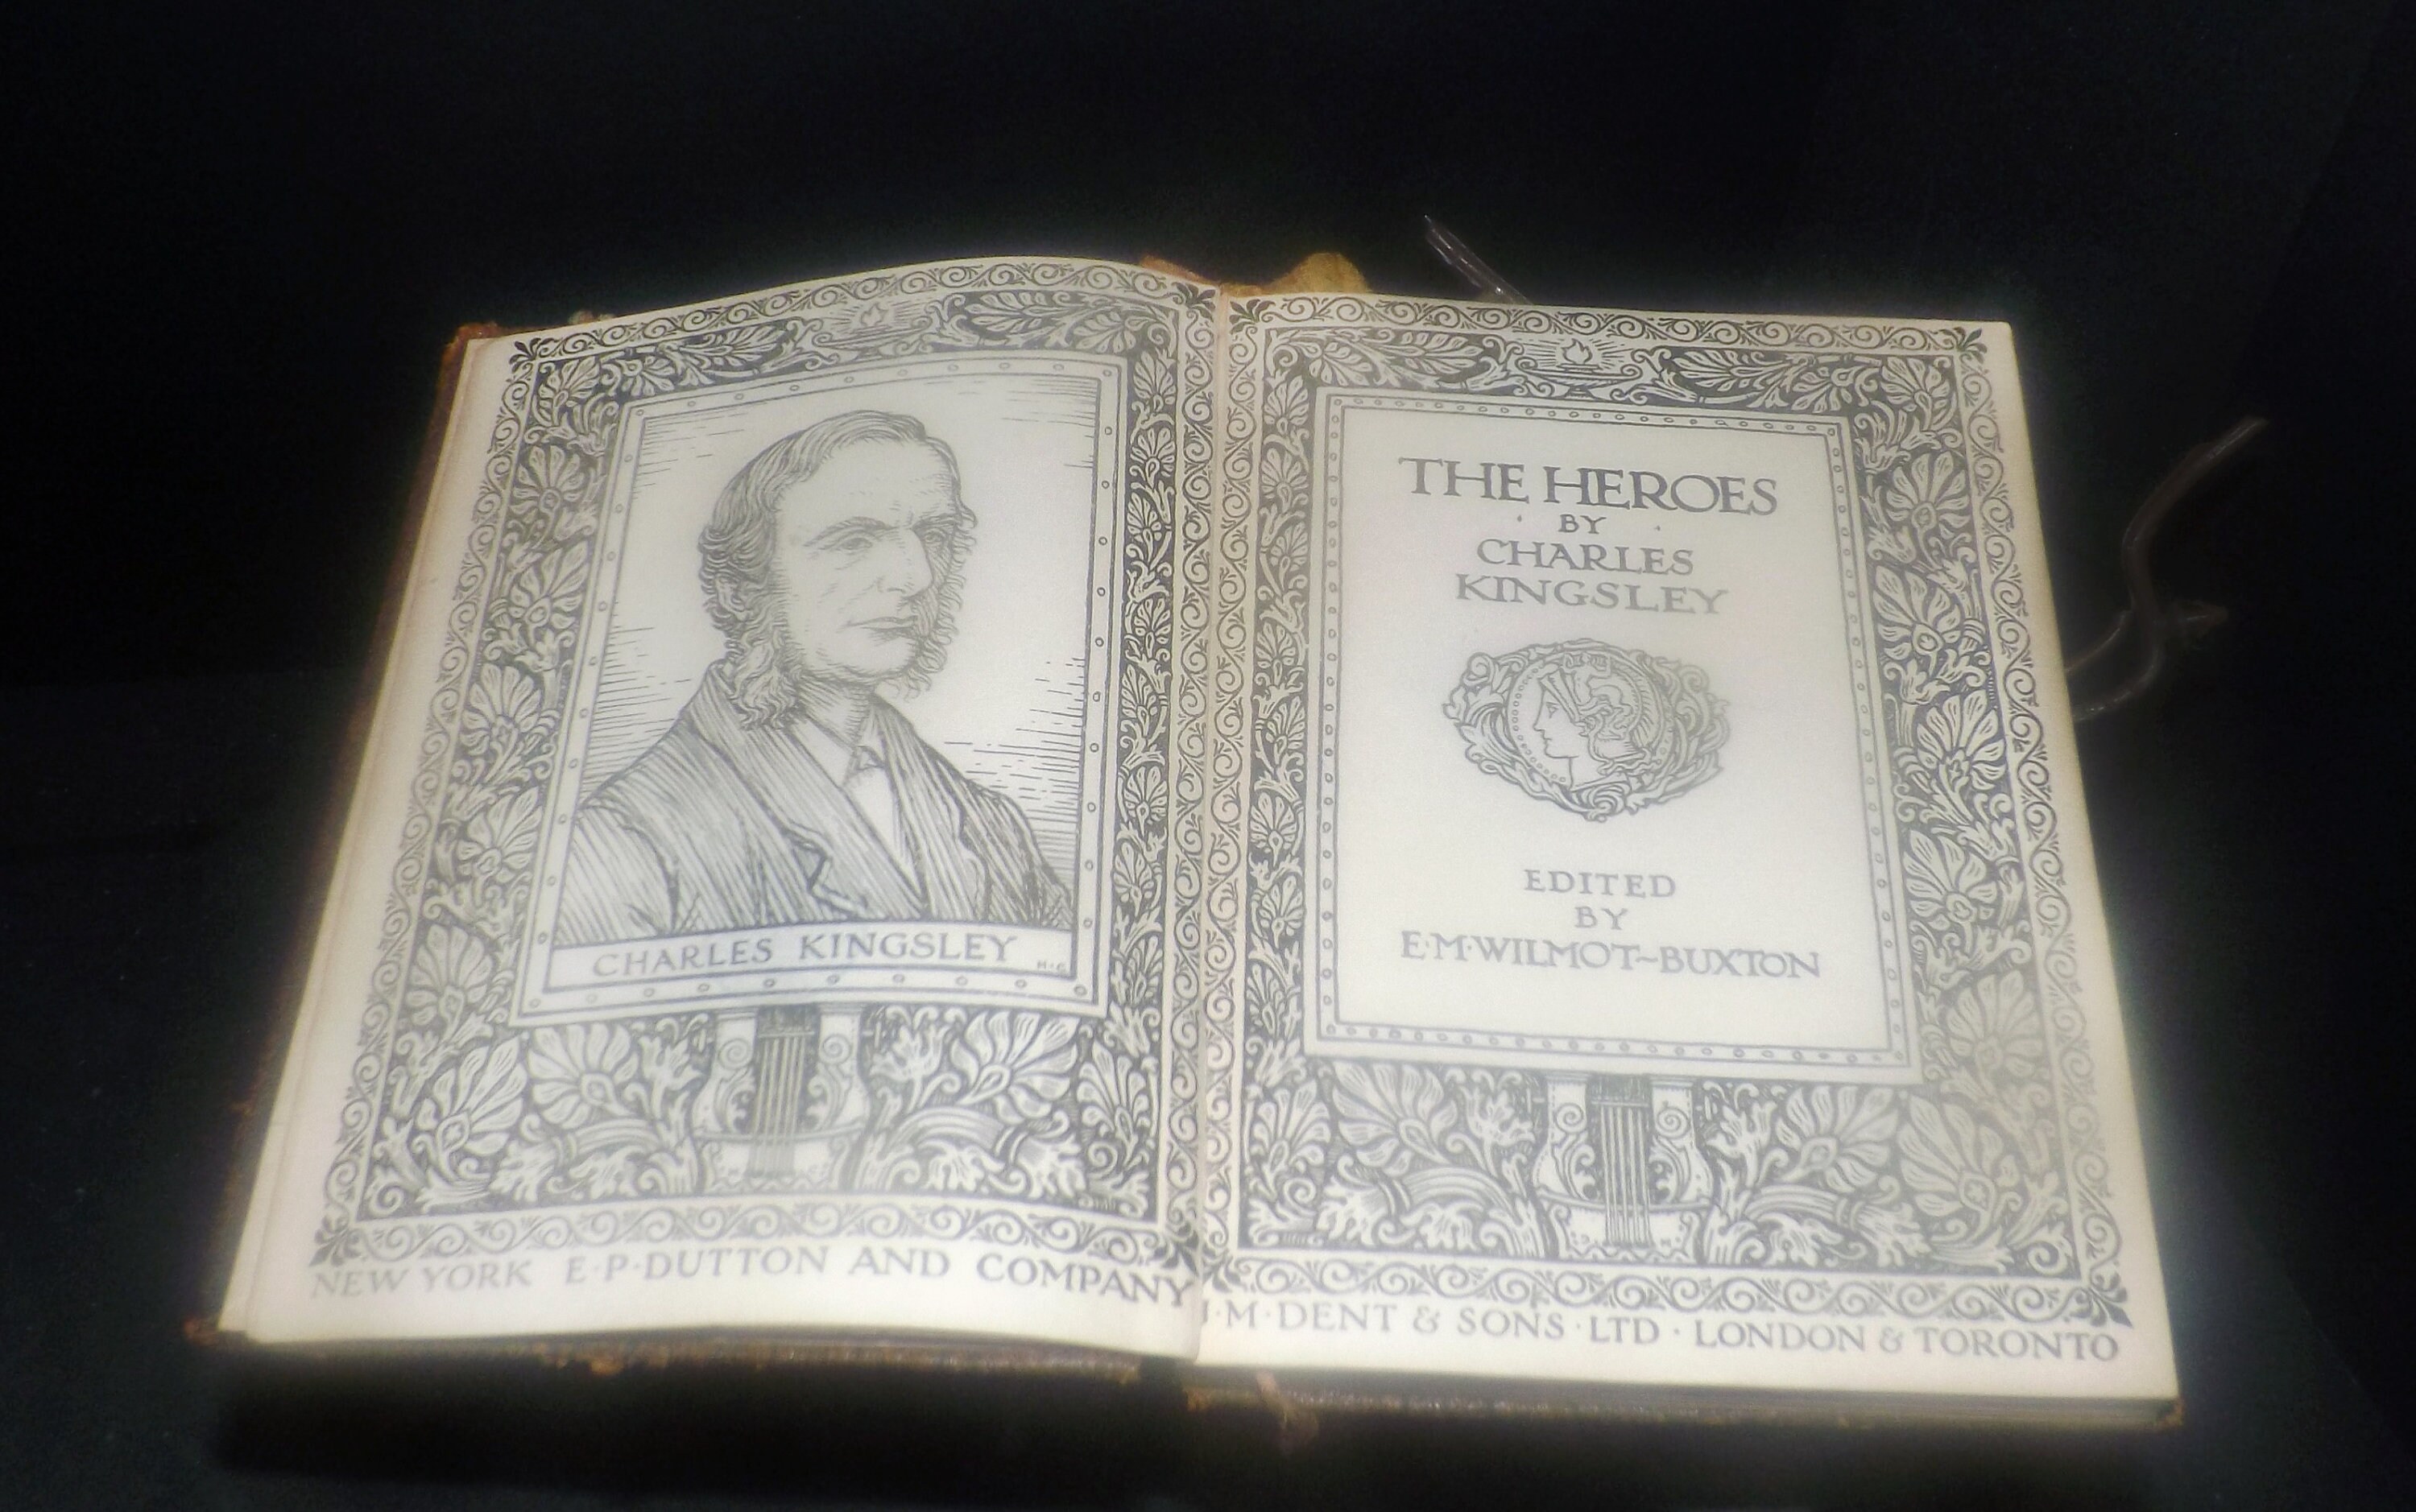 CHARLES KINGSLEY
H·C
NEW YORK E·P·DUTTON AND COMPANY
THE HEROES
BY
CHARLES
KINGSLEY
EDITED
BY
E·M·WILMOT~BUXTON
J·M·DENT & SONS·LTD·LONDON & TORONTO